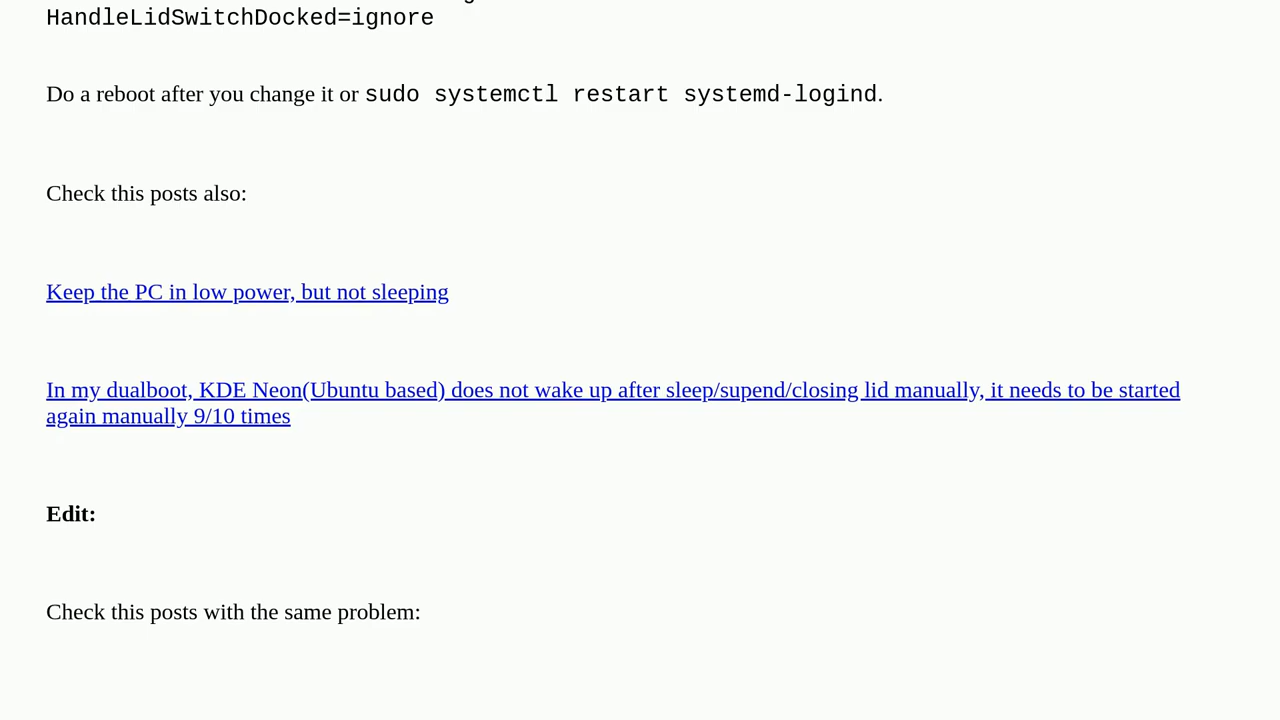 HandleLidSwitchDocked=ignore
Do a reboot after you change it or sudo systemctl restart systemd-logind.
Check this posts also:
Keep the PC in low power, but not sleeping
In my dualboot, KDE Neon(Ubuntu based) does not wake up after sleep/supend/closing lid manually, it needs to be started
again manually 9/10 times
Edit:
Check this posts with the same problem: